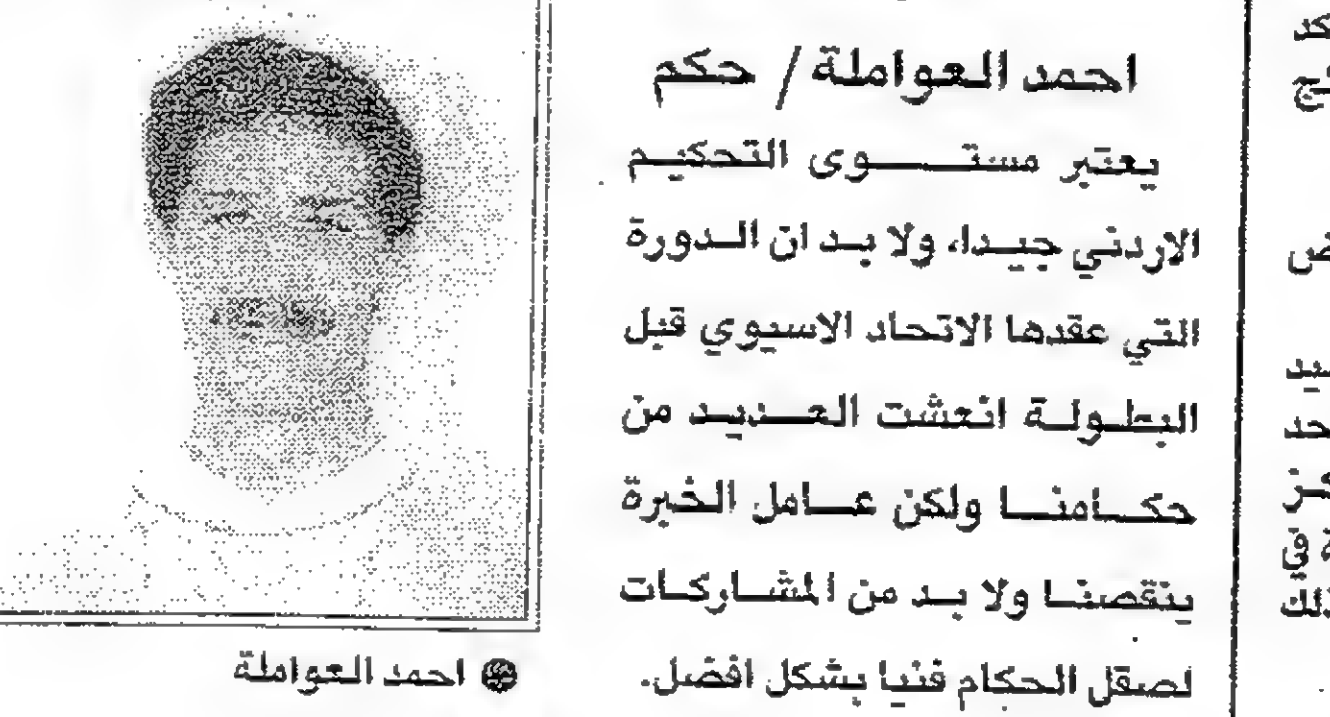 احمد العواملة / حكم
يعتبر مستوى التحكيم
الاردني جيدا، ولا بد ان الدورة
التي عقدها الاتحاد الاسيوي قبل
البطولة انعشت العديد من
حكامنا ولكن عامل الخبرة
ينقصنا ولا بد من المشاركات
لصقل الحكام فنيا بشكل افضل.
احمد العواملة